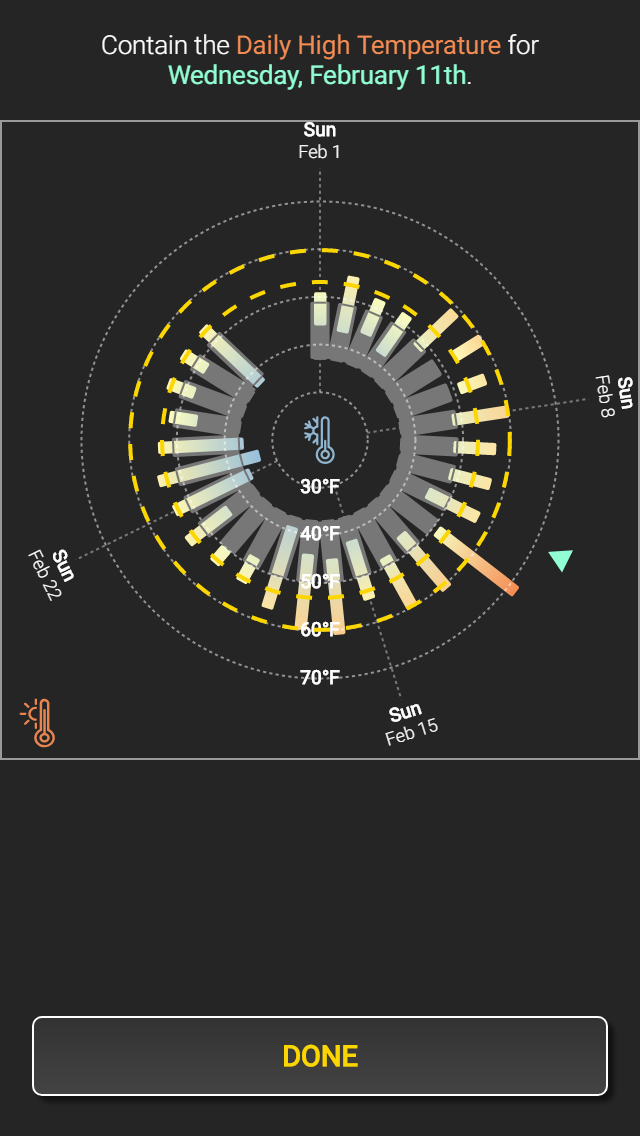 Contain the Daily High Temperature for
Wednesday, February 11th.
Sun
Feb 1
Sun
Feb 8
30°F
40°F
50°F
60°F
70°F
Sun
Feb 22
Sun
Feb 15
DONE